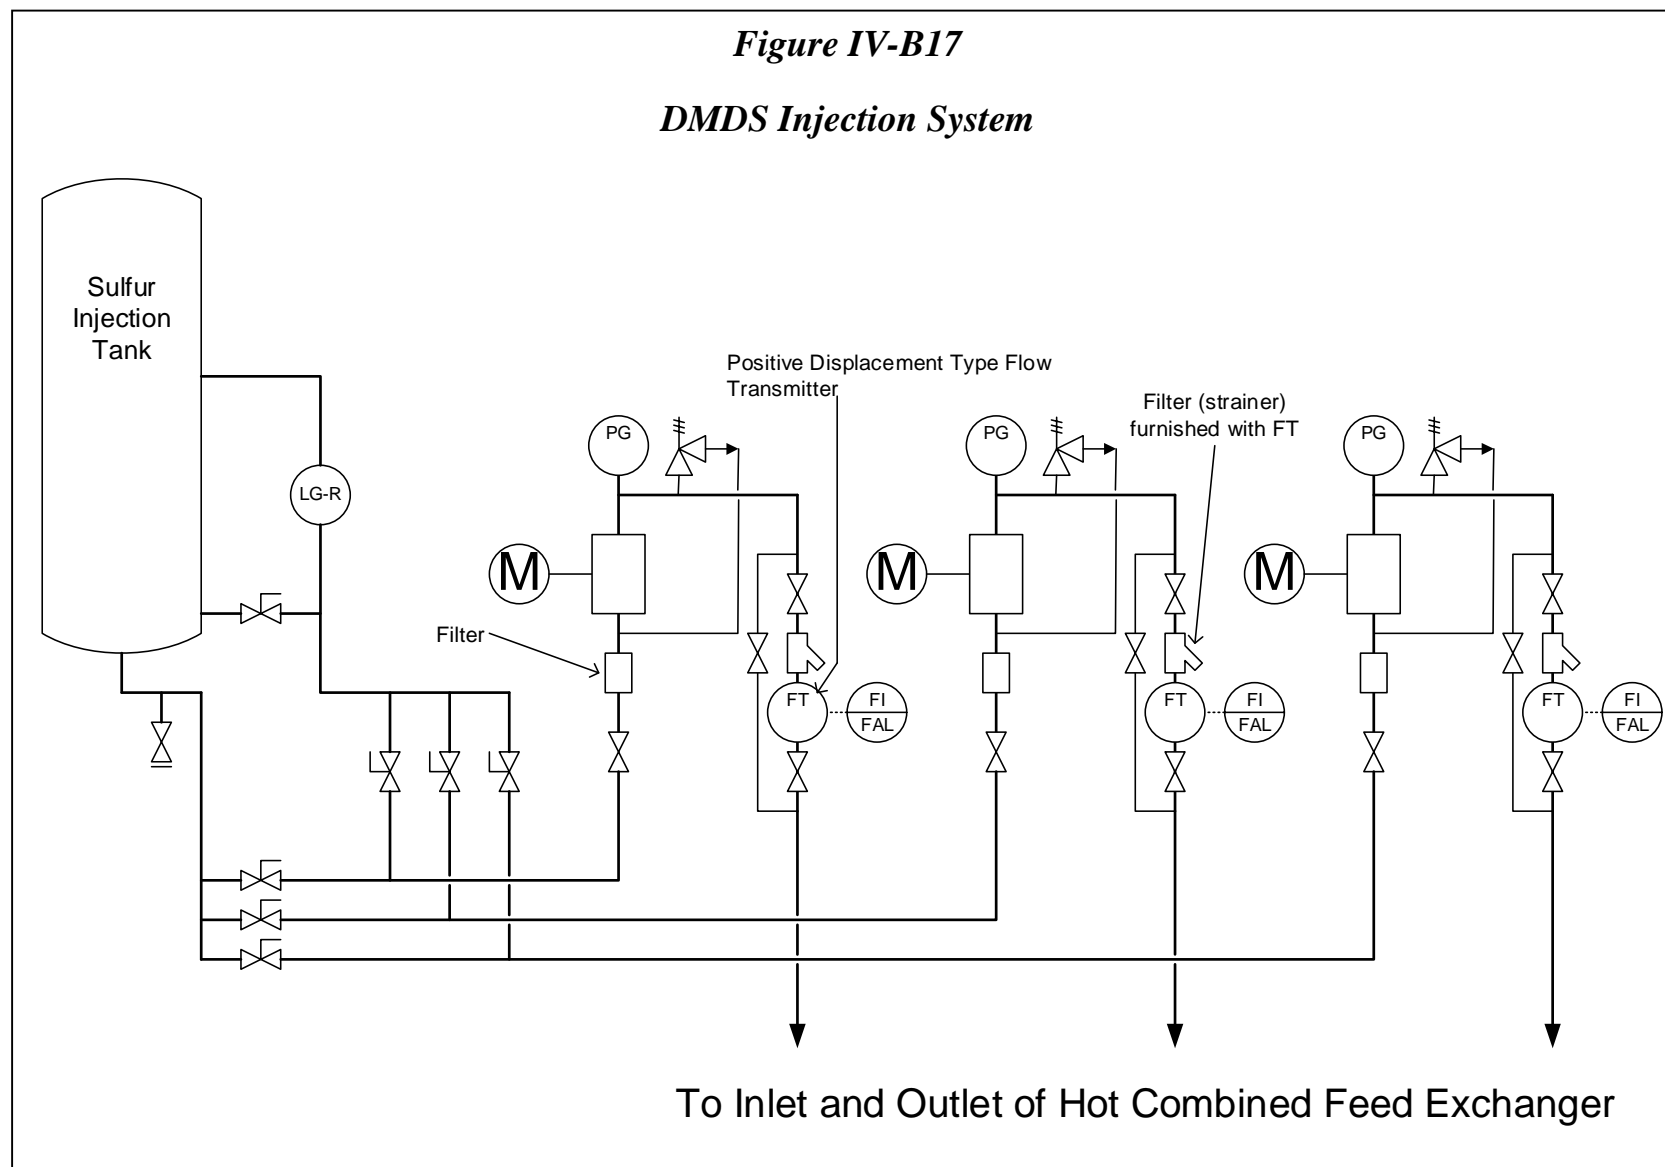 Figure IV-B17
DMDS Injection System
Sulfur
Injection
Tank
Positive Displacement Type Flow
Transmitter
Filter (strainer)
furnished with FT
PG
PG
PG
LG-R
M
M
M
Filter
FT
FI
FAL
FT
FI
FAL
FT
FI
FAL
To Inlet and Outlet of Hot Combined Feed Exchanger